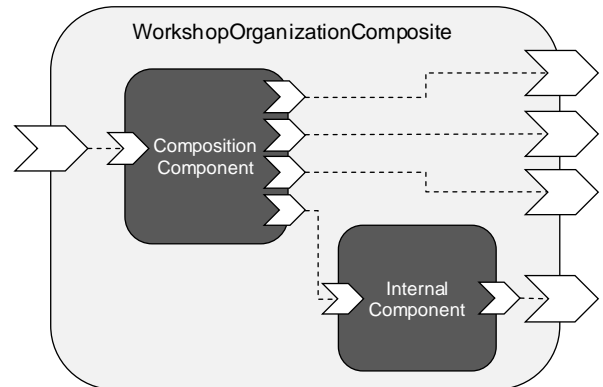 WorkshopOrganizationComposite
Composition
Component
Internal
Component